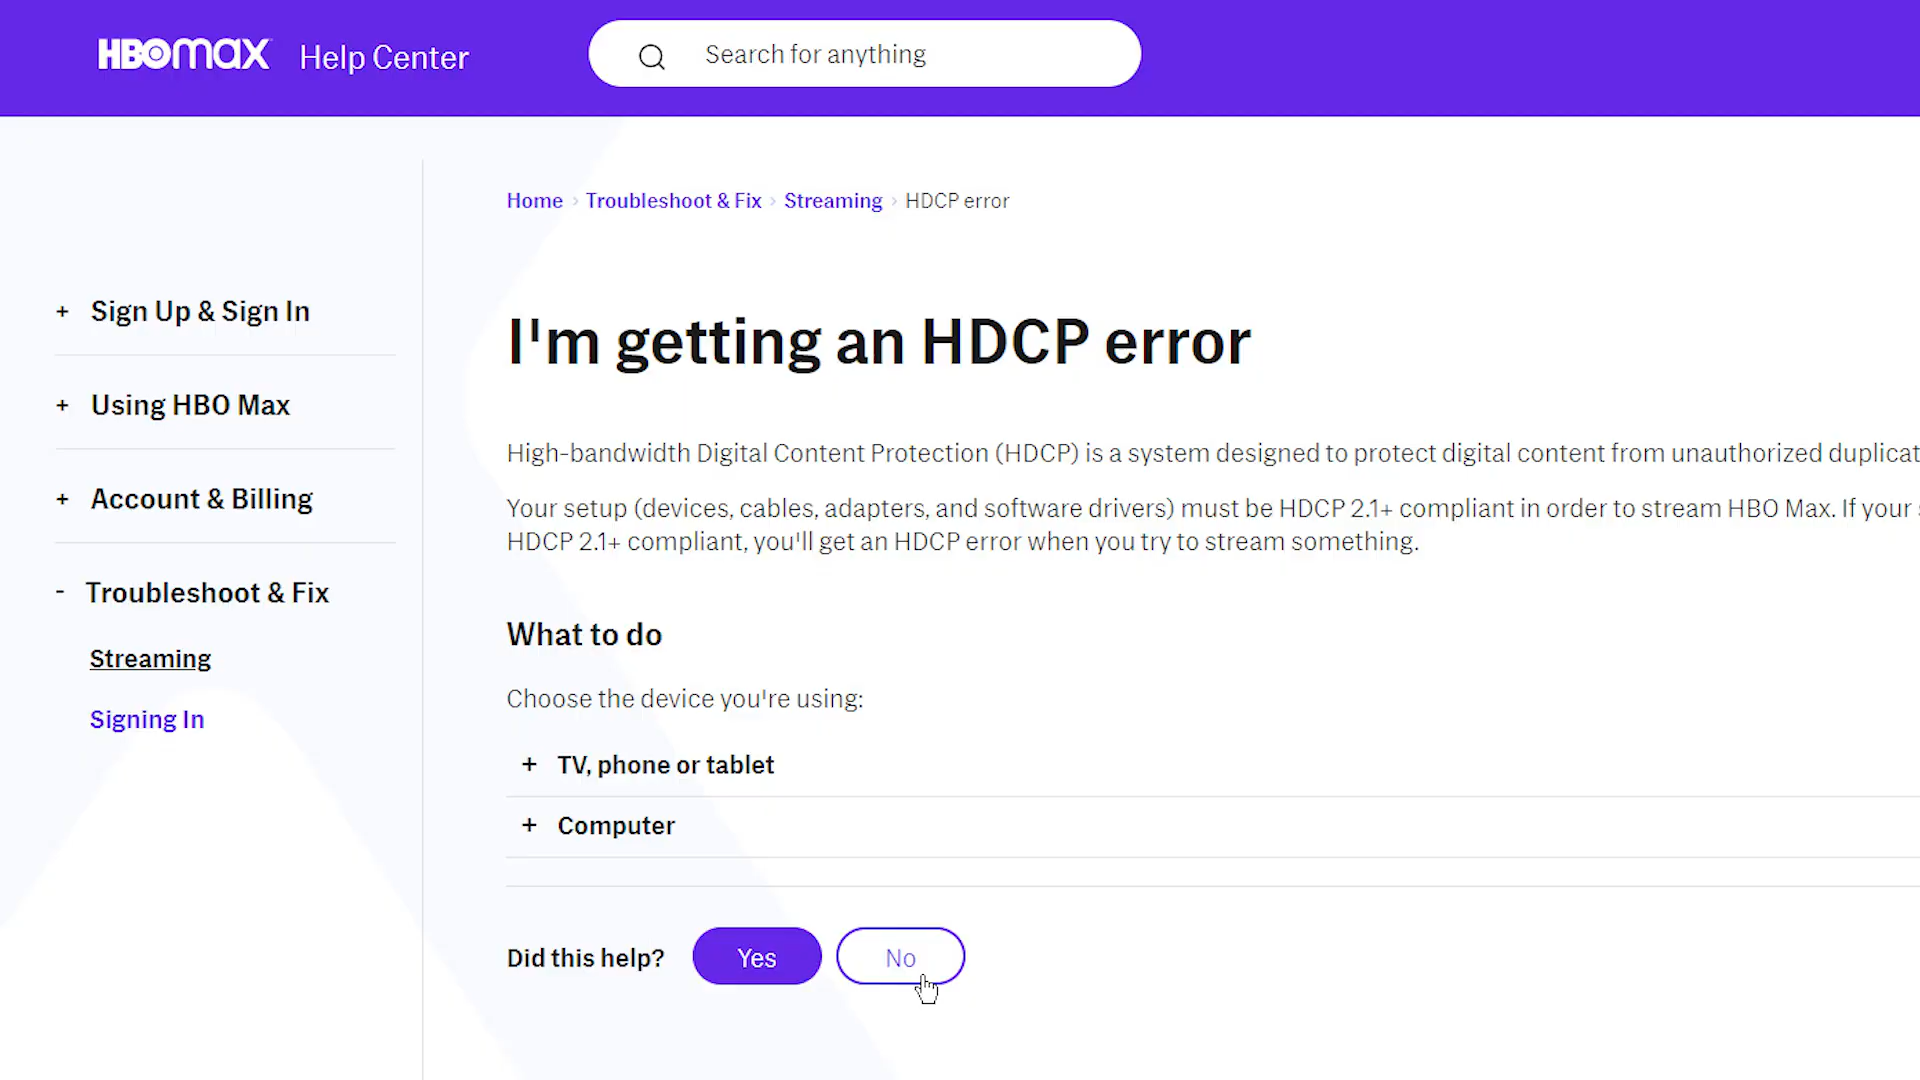 HBOmax Help Center
Search for anything
Home › Troubleshoot & Fix › Streaming › HDCP error
+ Sign Up & Sign In
+ Using HBO Max
+ Account & Billing
- Troubleshoot & Fix
Streaming
Signing In
I'm getting an HDCP error
High-bandwidth Digital Content Protection (HDCP) is a system designed to protect digital content from unauthorized duplicat
Your setup (devices, cables, adapters, and software drivers) must be HDCP 2.1+ compliant in order to stream HBO Max. If your
HDCP 2.1+ compliant, you'll get an HDCP error when you try to stream something.
What to do
Choose the device you're using:
+ TV, phone or tablet
+ Computer
Did this help? Yes No